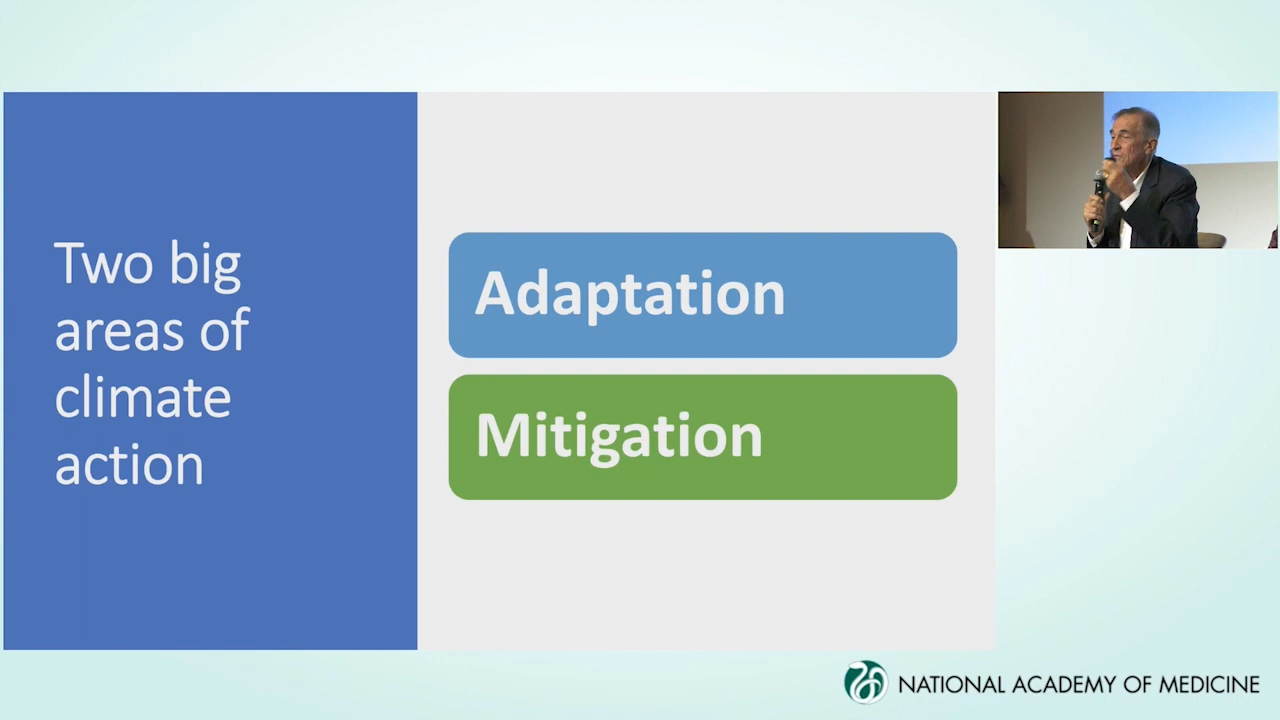 Two big
areas of
climate
action
Adaptation
Mitigation
NATIONAL ACADEMY OF MEDICINE